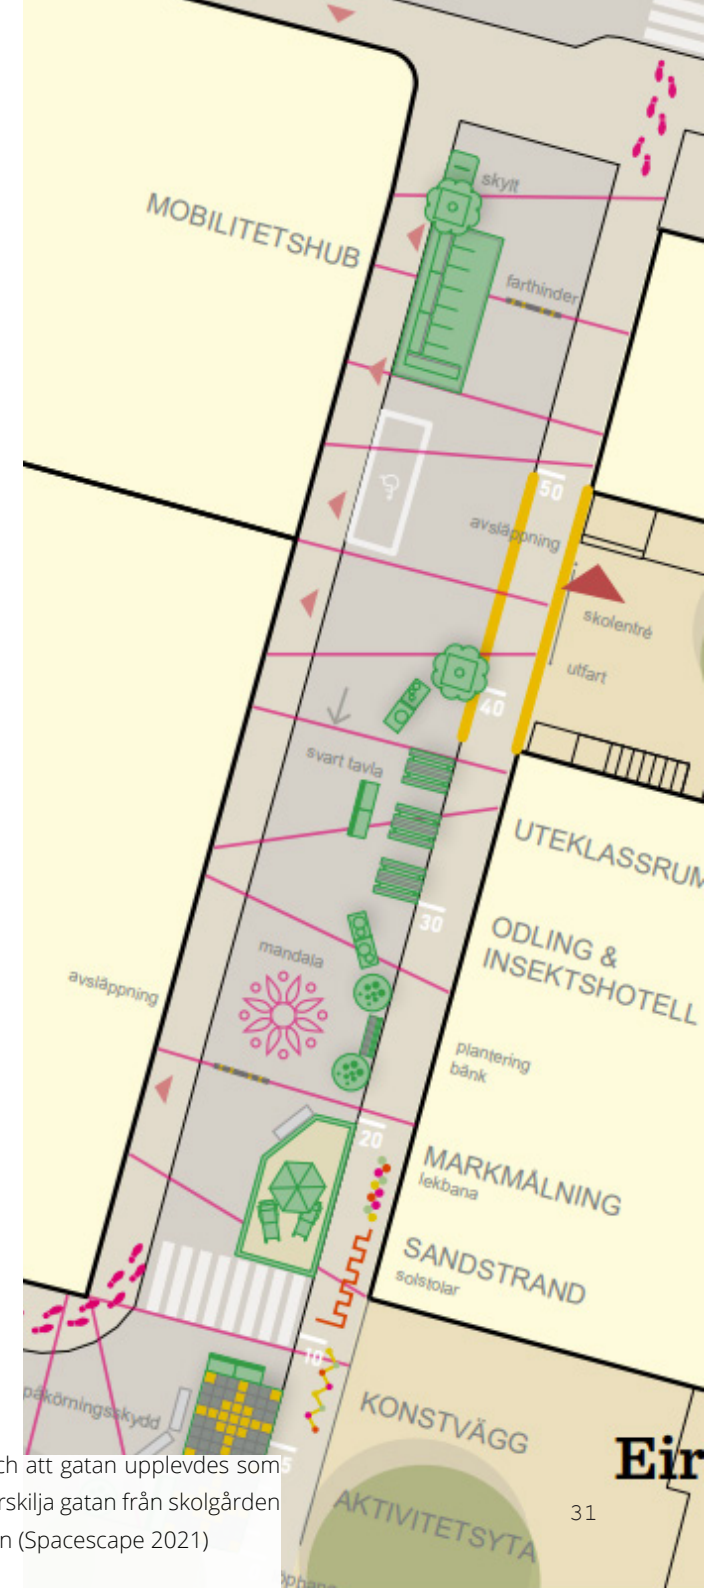 skylt
MOBILITETSHUB
farthinder
50
avsläppning
skolentré
utfart
40
svart tavla
UTEKLASSRUM
30
ODLING &
INSEKTSHOTELL
mandala
avsläppning
plantering
bänk
20
MARKMÅLNING
lekbana
SANDSTRAND
solstolar
10
påkörningsskydd
KONSTVÄGG
Eir
5
ch att gatan upplevdes som
rskilja gatan från skolgården
31
AKTIVITETSYTA
n (Spacescape 2021)